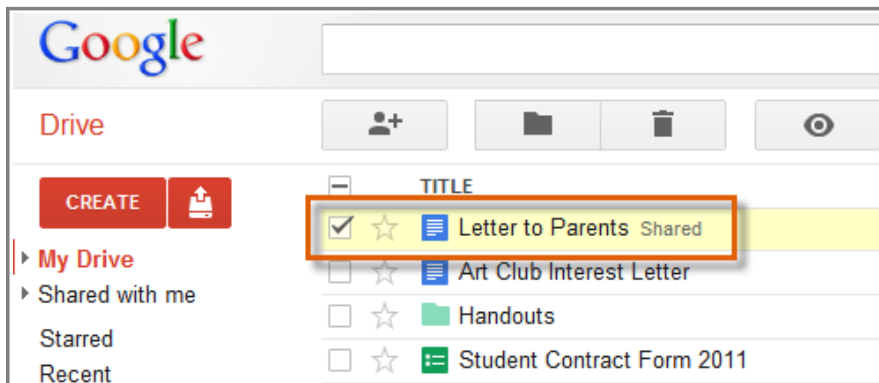 Google
Drive
CREATE
TITLE
Letter to Parents Shared
My Drive
Art Club Interest Letter
Shared with me
Handouts
Starred
Student Contract Form 2011
Recent